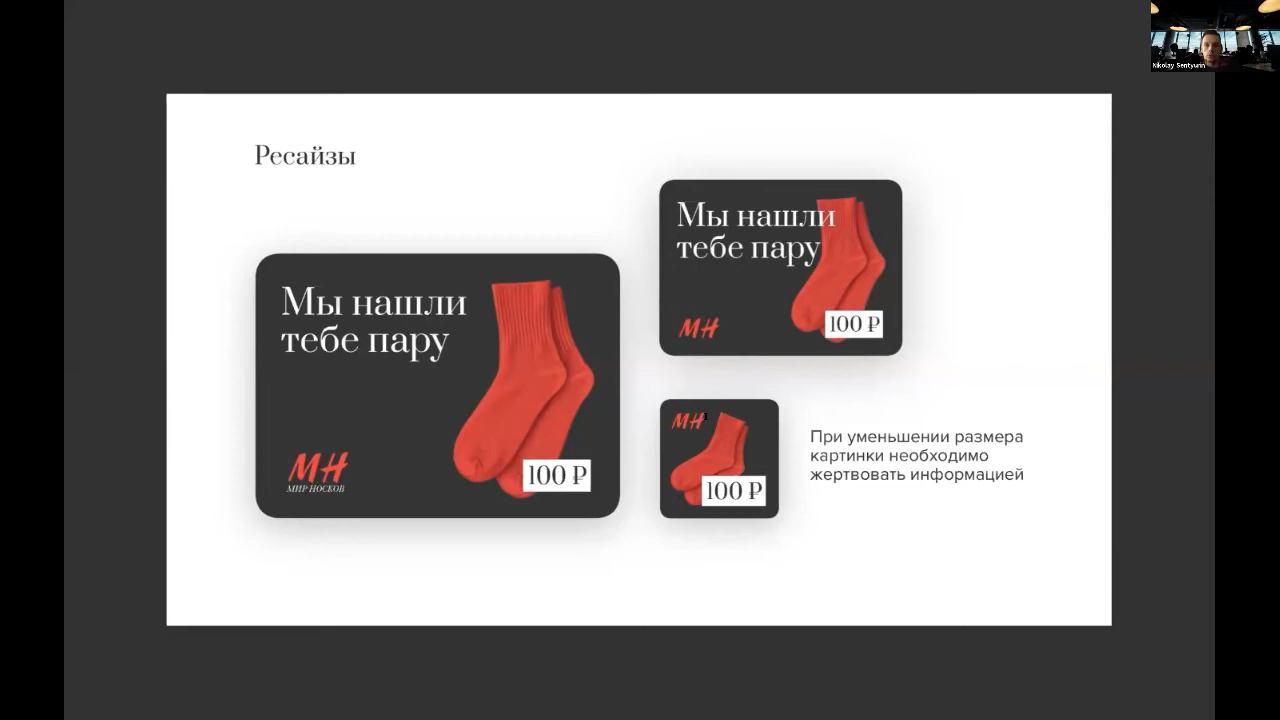 Nikolay Sentyurin
Ресайзы
Мы нашли
тебе пару
МН
МИР НОСКОВ
100 ₽
Мы нашли
тебе пару
МН
100 ₽
МН
100 ₽
При уменьшении размера
картинки необходимо
жертвовать информацией